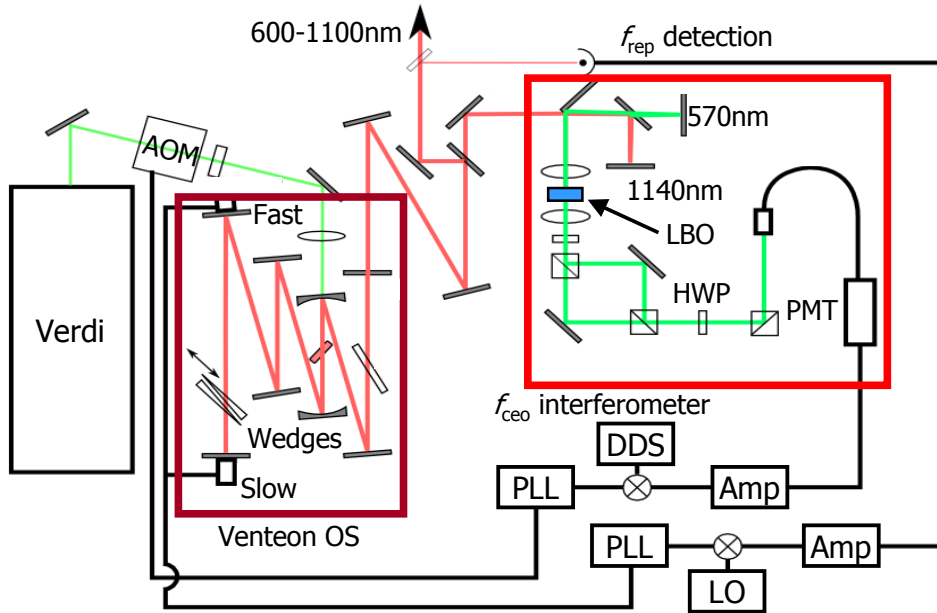 600-1100nm
f_rep detection
570nm
AOM
1140nm
Fast
LBO
HWP
PMT
Verdi
Wedges
f_ceo interferometer
Slow
DDS
PLL
Amp
Venteon OS
PLL
Amp
LO